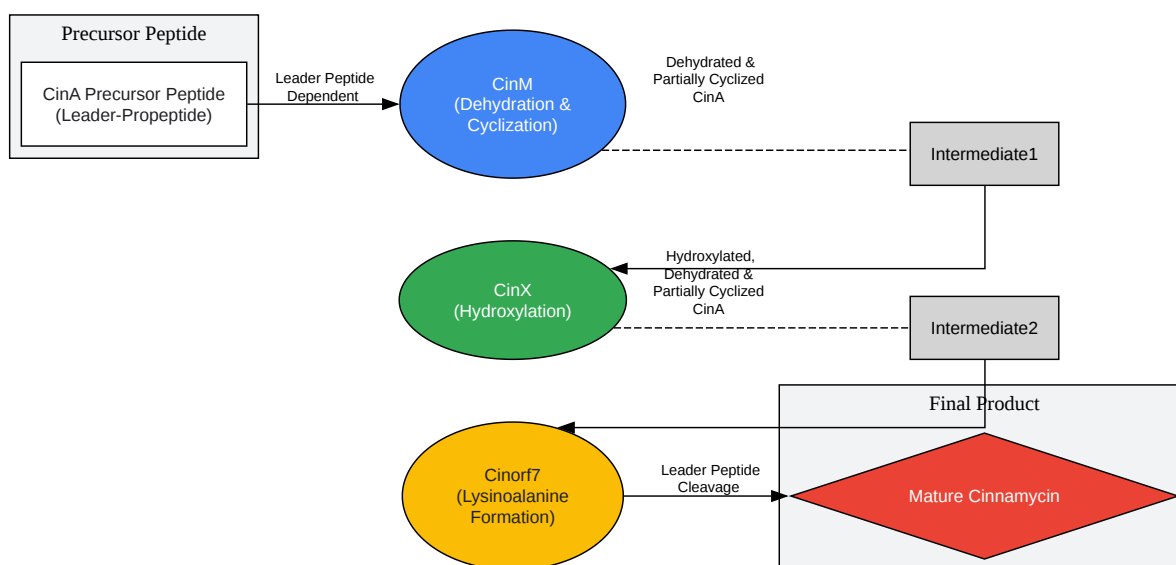 Precursor Peptide
CinA Precursor Peptide
(Leader-Propeptide)
Leader Peptide
Dependent
CinM
(Dehydration &
Cyclization)
Dehydrated &
Partially Cyclized
CinA
Intermediate1
CinX
(Hydroxylation)
Hydroxylated,
Dehydrated &
Partially Cyclized
CinA
Intermediate2
Cinorf7
(Lysinoalanine
Formation)
Leader Peptide
Cleavage
Final Product
Mature Cinnamycin